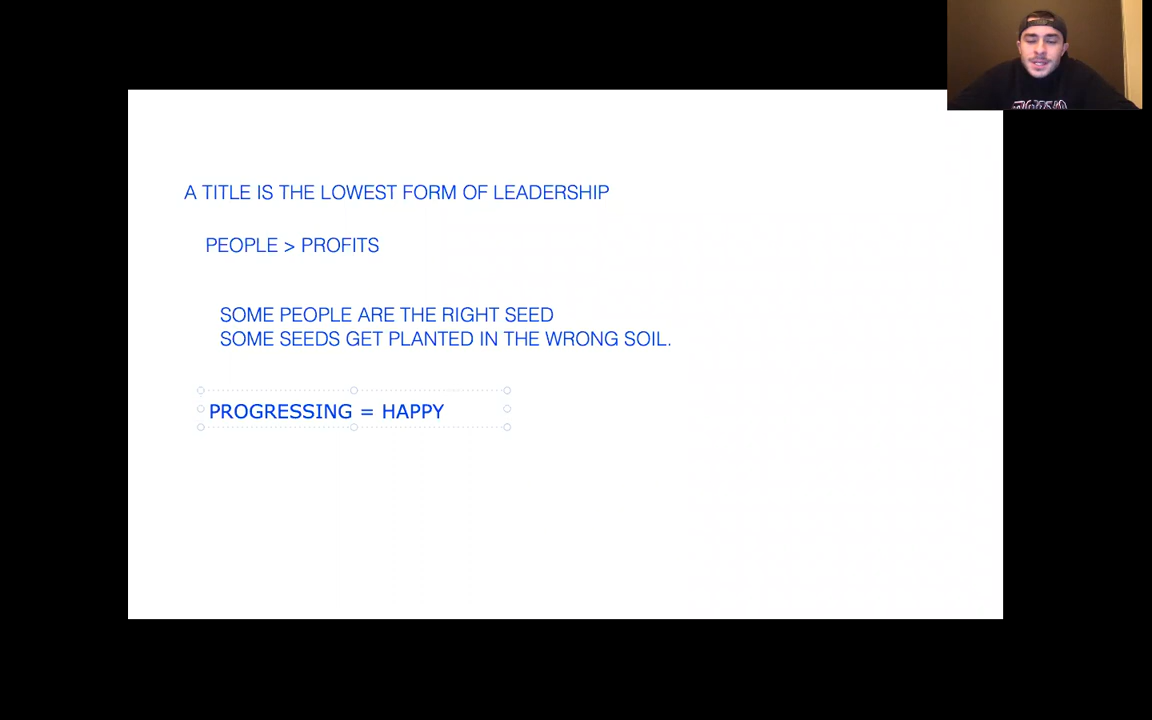 A TITLE IS THE LOWEST FORM OF LEADERSHIP
PEOPLE > PROFITS
SOME PEOPLE ARE THE RIGHT SEED
SOME SEEDS GET PLANTED IN THE WRONG SOIL.
PROGRESSING = HAPPY